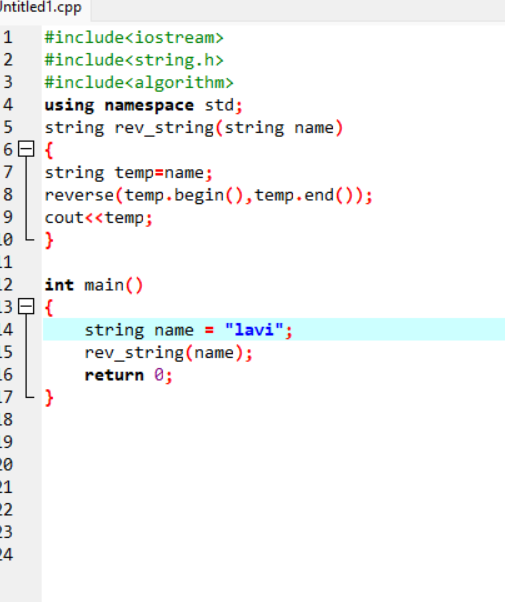 Untitled1.cpp
1 #include<iostream>
2 #include<string.h>
3 #include<algorithm>
4 using namespace std;
5 string rev_string(string name)
6 {
7 string temp=name;
8 reverse(temp.begin(),temp.end());
9 cout<<temp;
10 }
11
12 int main()
13 {
14 string name = "lavi";
15 rev_string(name);
16 return 0;
17 }
18
19
20
21
22
23
24